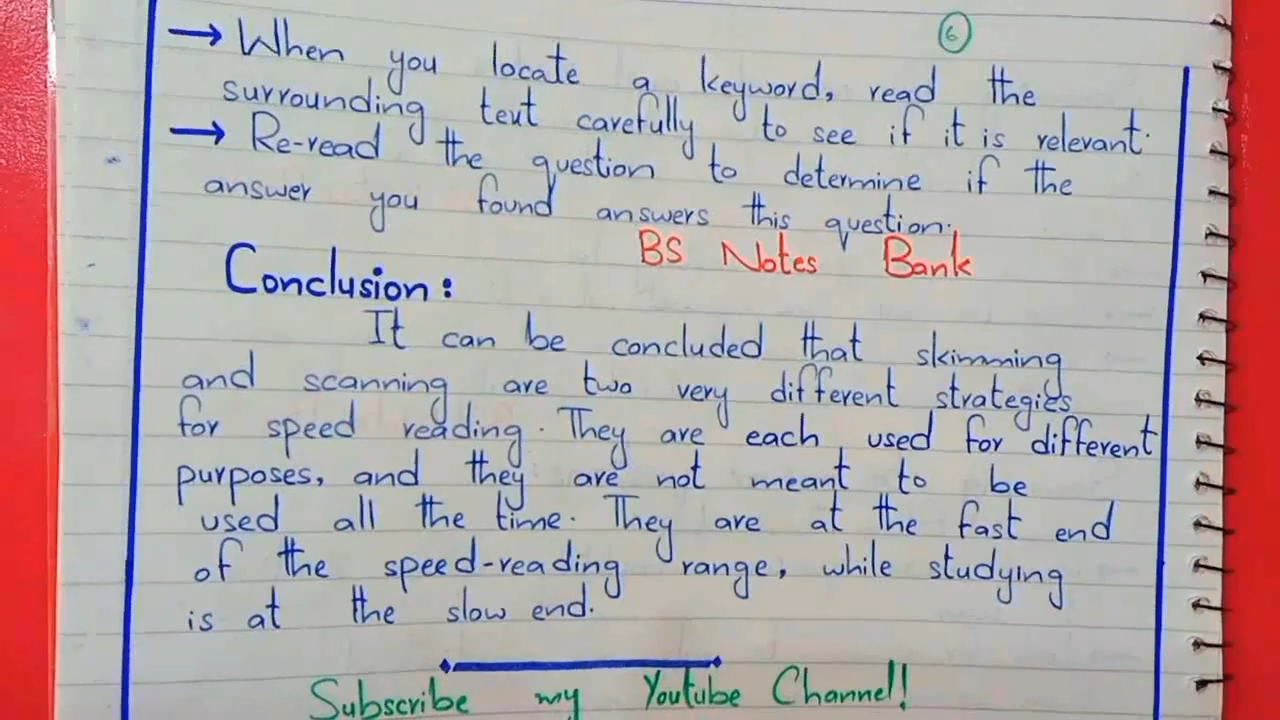 6
→ When you locate a keyword, read the
surrounding text carefully to see if it is relevant.
→ Re-read the question to determine if the
answer you found answers this question.
BS Notes Bank
Conclusion:
It can be concluded that skimming
and scanning are two very different strategies
for speed reading. They are each used for different
purposes, and they are not meant to be
used all the time. They are at the fast end
of the speed-reading range, while studying
is at the slow end.
Subscribe my Youtube Channel!